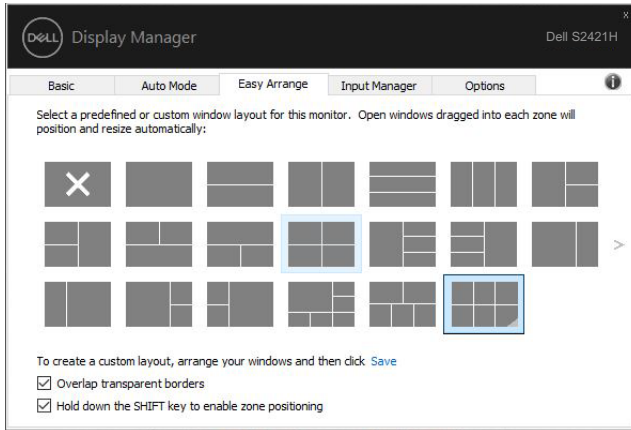 DELL Display Manager
Dell S2421H
Basic Auto Mode Easy Arrange Input Manager Options
Select a predefined or custom window layout for this monitor. Open windows dragged into each zone will
position and resize automatically:
To create a custom layout, arrange your windows and then click Save
Overlap transparent borders
Hold down the SHIFT key to enable zone positioning